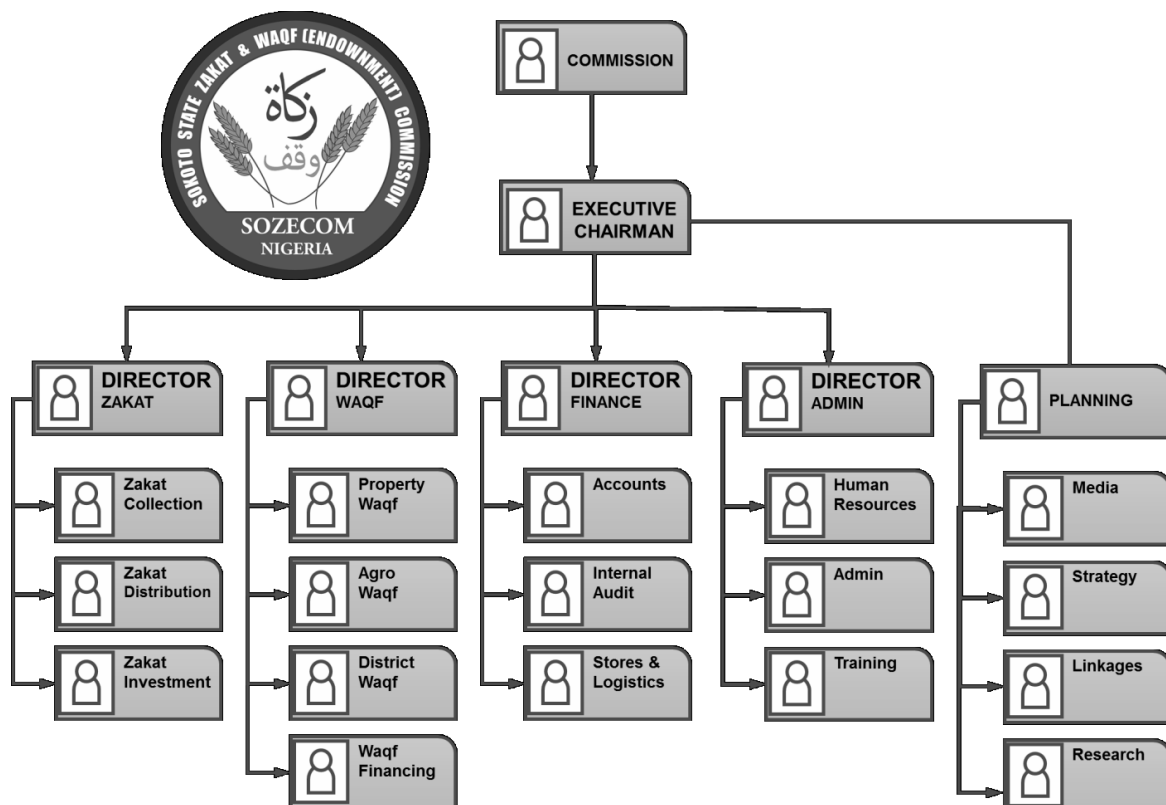 SOKOTO STATE ZAKAT & WAQF (ENDOWNMENT) COMMISSION
زكاة
وقف
SOZECOM
NIGERIA
COMMISSION
EXECUTIVE
CHAIRMAN
DIRECTOR
ZAKAT
DIRECTOR
WAQF
DIRECTOR
FINANCE
DIRECTOR
ADMIN
PLANNING
Zakat
Collection
Zakat
Distribution
Zakat
Investment
Property
Waqf
Agro
Waqf
District
Waqf
Waqf
Financing
Accounts
Internal
Audit
Stores &
Logistics
Human
Resources
Admin
Training
Media
Strategy
Linkages
Research